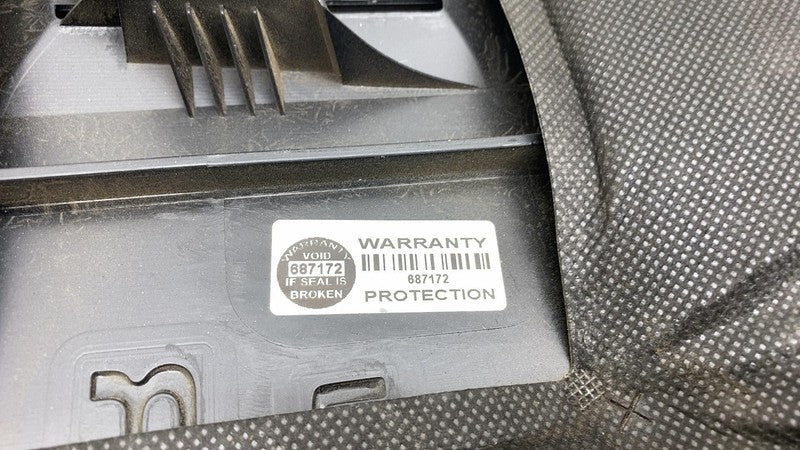 WARRANTY
VOID
687172
IF SEAL IS
BROKEN
WARRANTY
687172
PROTECTION